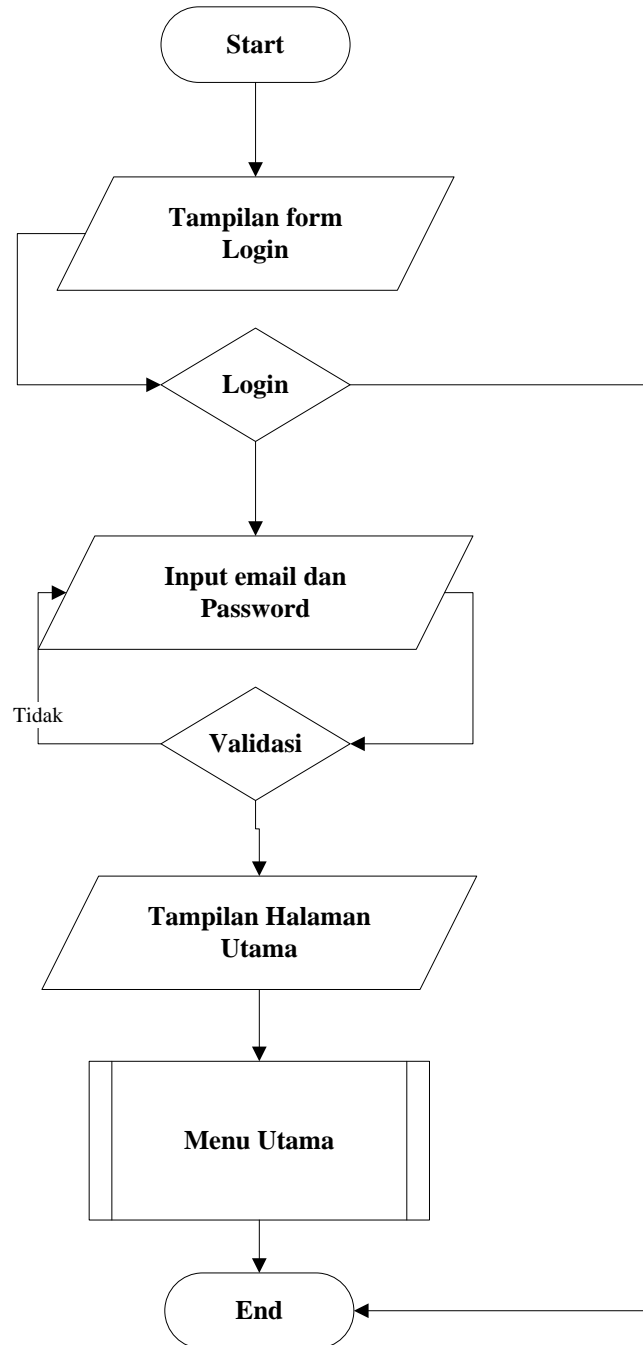 Start
Tampilan form
Login
Login
Input email dan
Password
Tidak
Validasi
Tampilan Halaman
Utama
Menu Utama
End